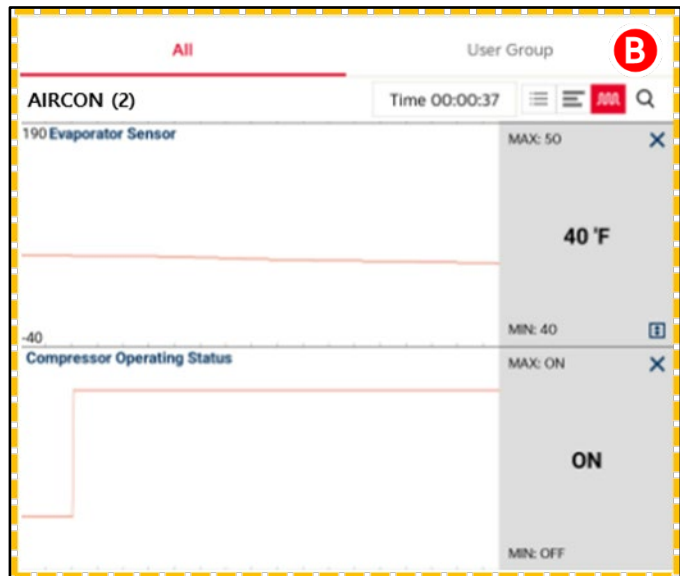 All
User Group
B
AIRCON (2)
Time 00:00:37
190 Evaporator Sensor
MAX: 50
40 °F
-40
MIN: 40
Compressor Operating Status
MAX: ON
ON
MIN: OFF